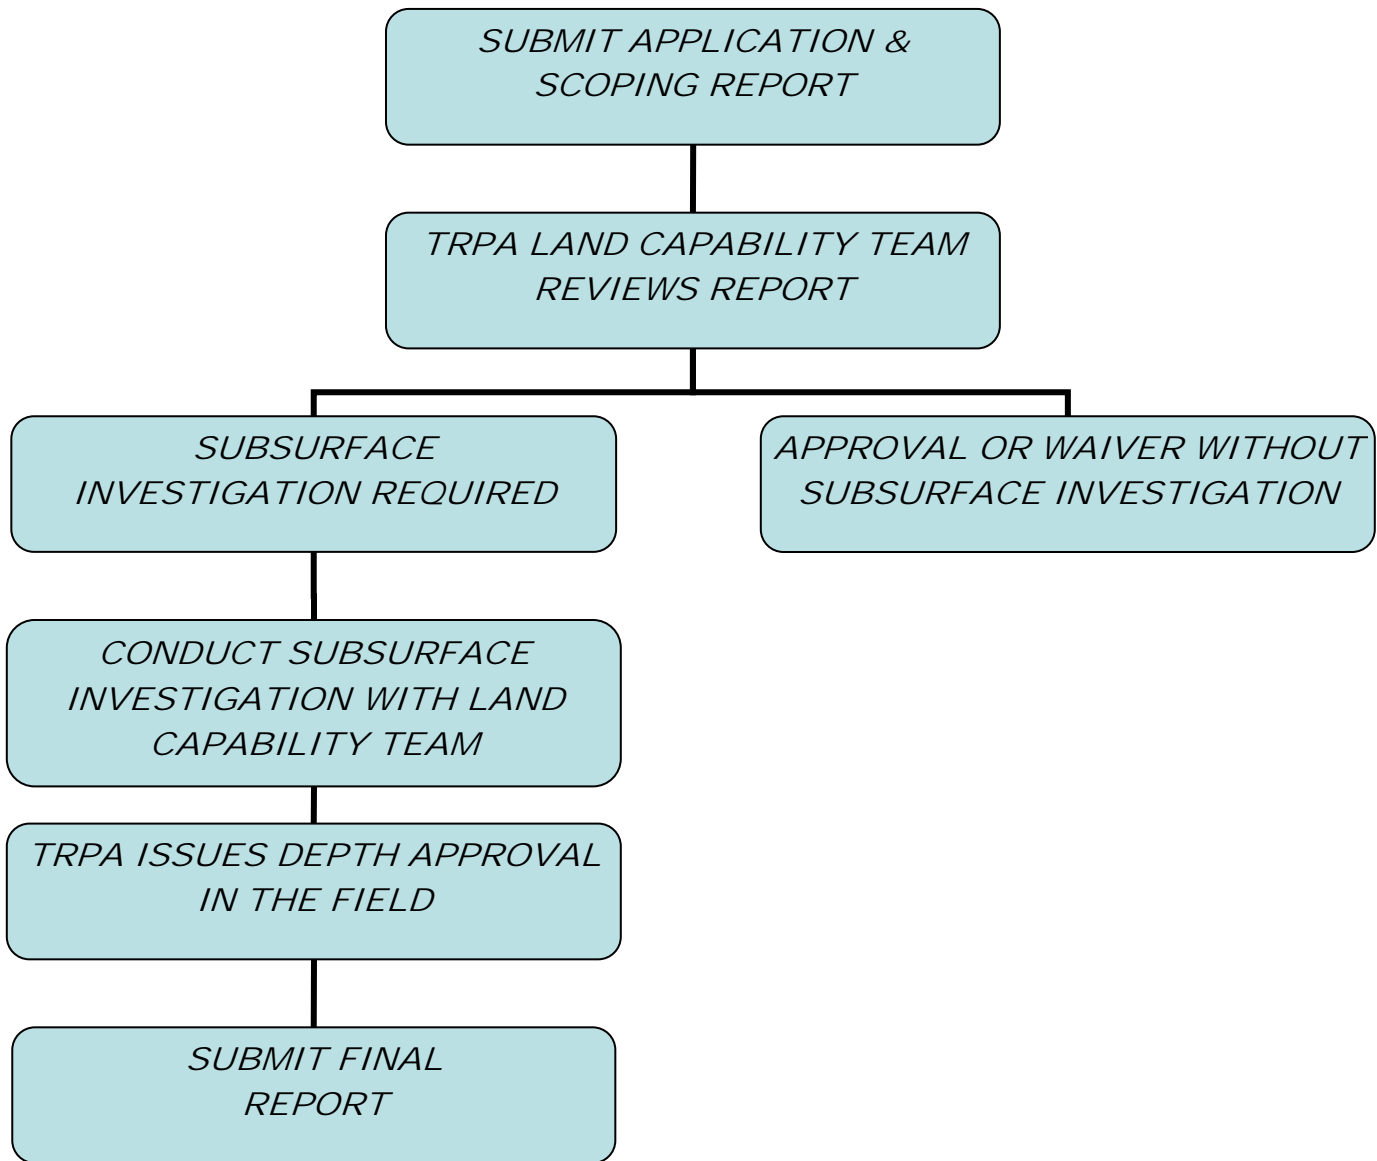 SUBMIT APPLICATION &
SCOPING REPORT
TRPA LAND CAPABILITY TEAM
REVIEWS REPORT
SUBSURFACE
INVESTIGATION REQUIRED
APPROVAL OR WAIVER WITHOUT
SUBSURFACE INVESTIGATION
CONDUCT SUBSURFACE
INVESTIGATION WITH LAND
CAPABILITY TEAM
TRPA ISSUES DEPTH APPROVAL
IN THE FIELD
SUBMIT FINAL
REPORT